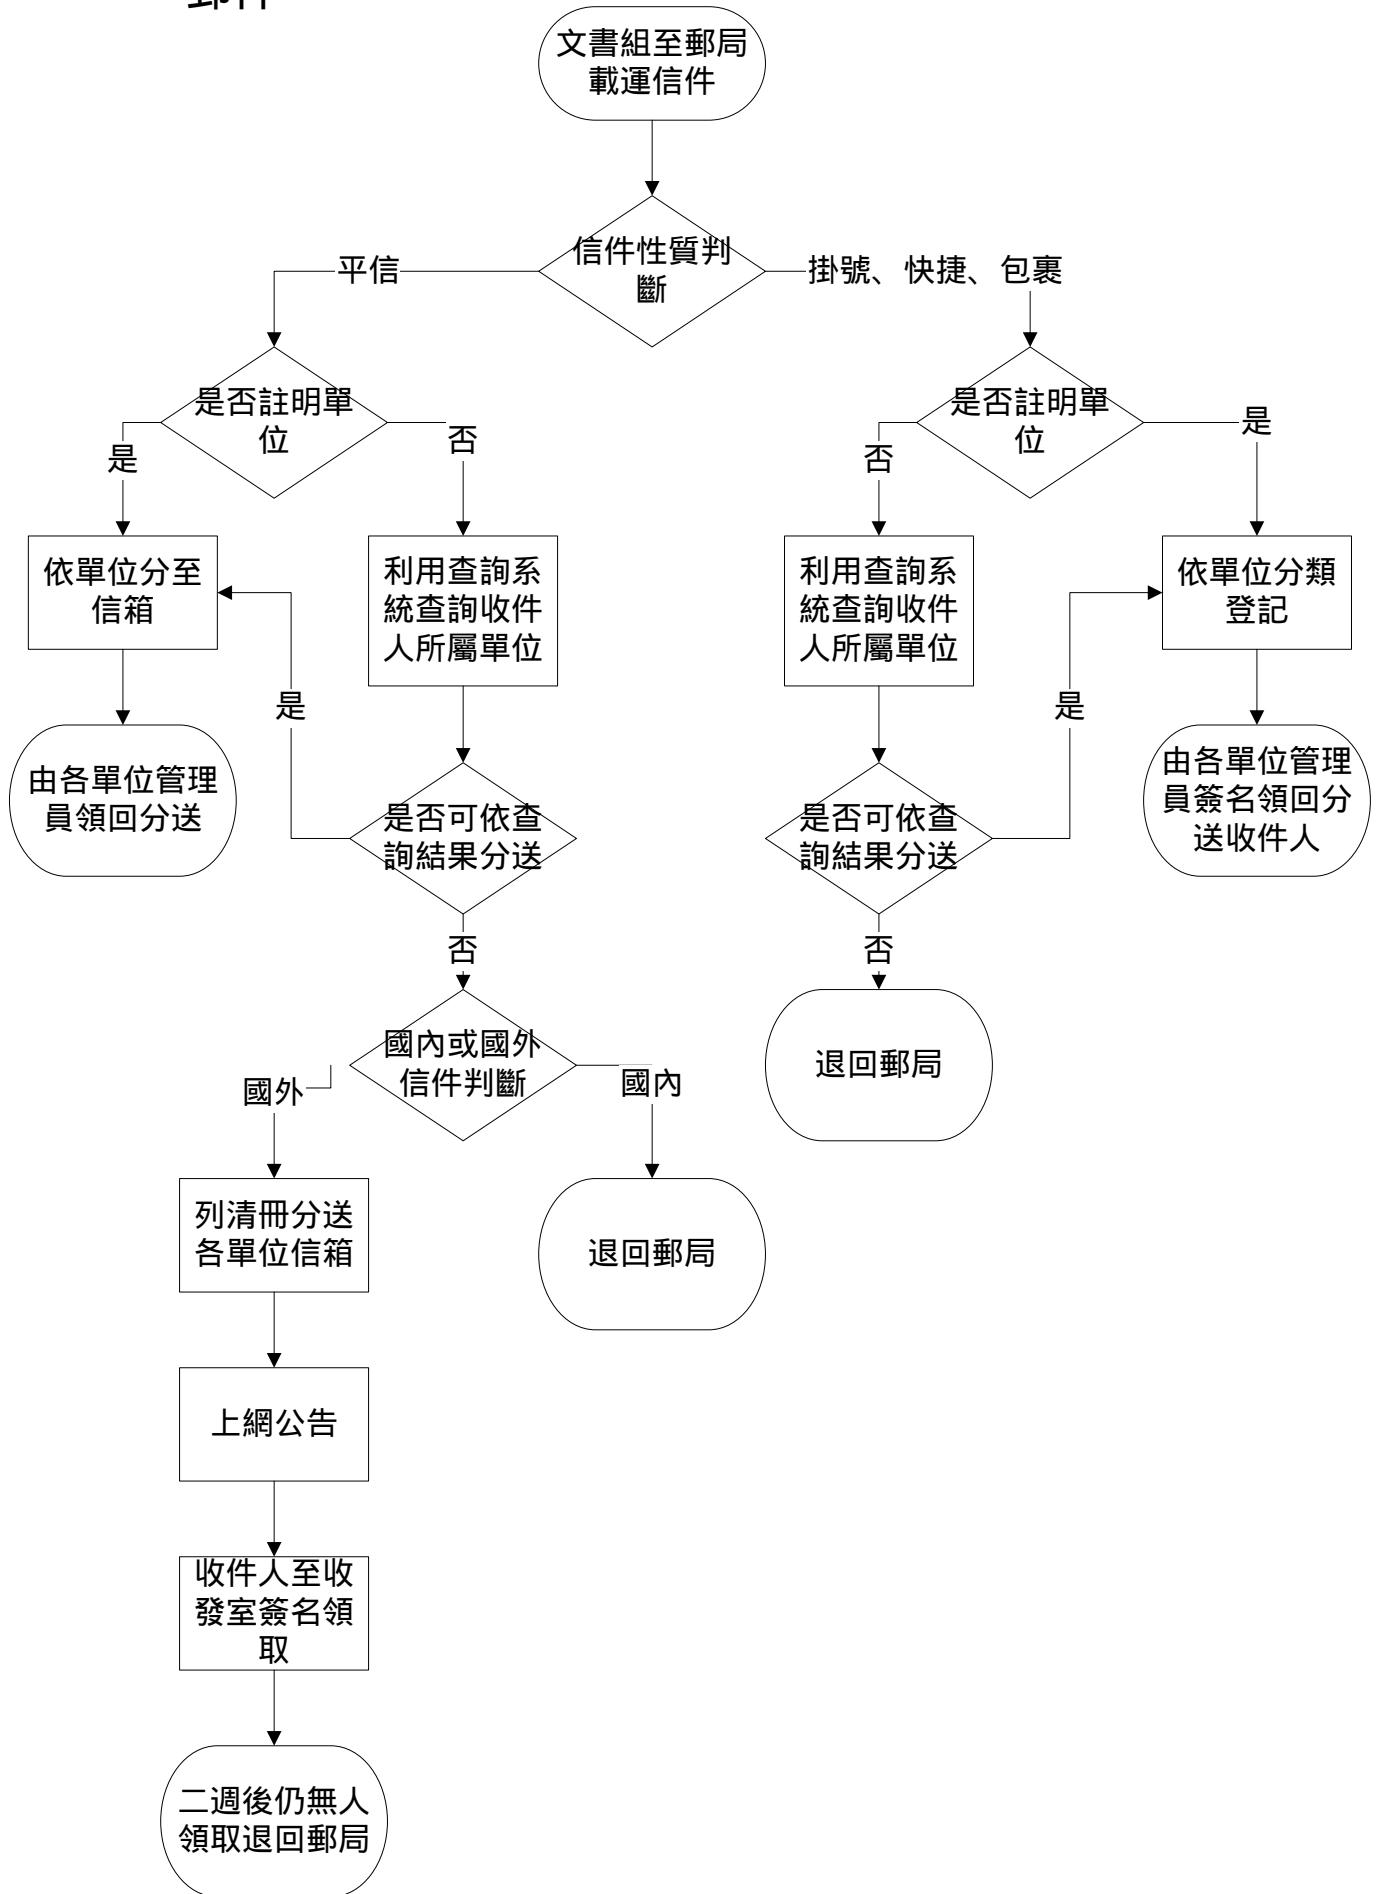 文書組至郵局
載運信件
信件性質判
斷
平信
掛號、快捷、包裹
是否註明單
位
是
否
是否註明單
位
否
是
依單位分至
信箱
利用查詢系
統查詢收件
人所屬單位
利用查詢系
統查詢收件
人所屬單位
依單位分類
登記
是
是
由各單位管理
員領回分送
是否可依查
詢結果分送
是否可依查
詢結果分送
由各單位管理
員簽名領回分
送收件人
否
否
國內或國外
信件判斷
國外
國內
退回郵局
列清冊分送
各單位信箱
退回郵局
上網公告
收件人至收
發室簽名領
取
二週後仍無人
領取退回郵局